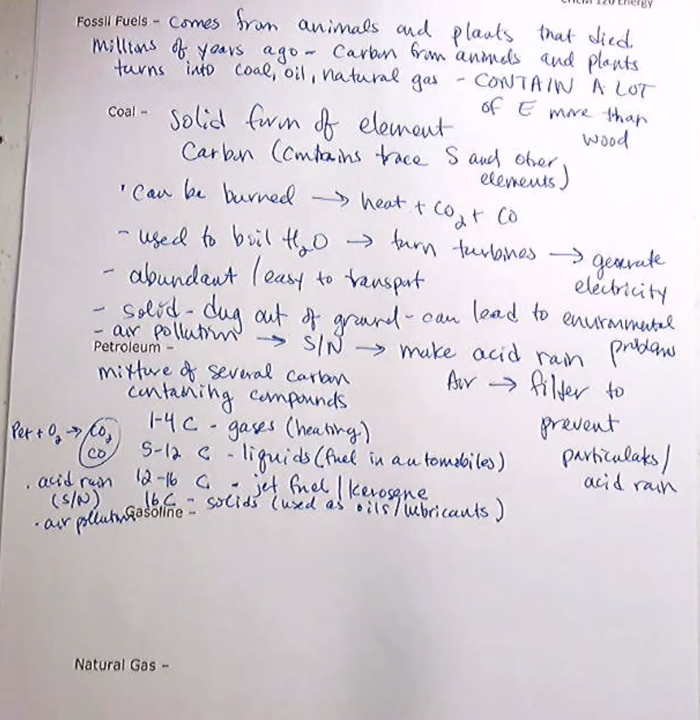 CHEM 120 Energy
Fossil Fuels - comes from animals and plants that died
millions of years ago - Carbon from animals and plants
turns into coal, oil, natural gas - CONTAIN A LOT
of E more than
wood
Coal - solid form of element
Carbon (contains trace S and other
elements)
· can be burned → heat + CO2 + CO
- used to boil H2O → turn turbines → generate
electricity
- abundant / easy to transport
- solid - dug out of ground - can lead to environmental
problems
- air pollution → S/N → make acid rain
Petroleum -
mixture of several carbon
containing compounds
Air → filter to
prevent
particulates/
acid rain
Pet + O2 → CO2
CO
1-4 C - gases (heating)
5-12 C - liquids (fuel in automobiles)
. acid rain
(S/N)
· air pollution
12-16 C - jet fuel / kerosene
16 C - solids (used as oils/lubricants)
Gasoline -
Natural Gas -